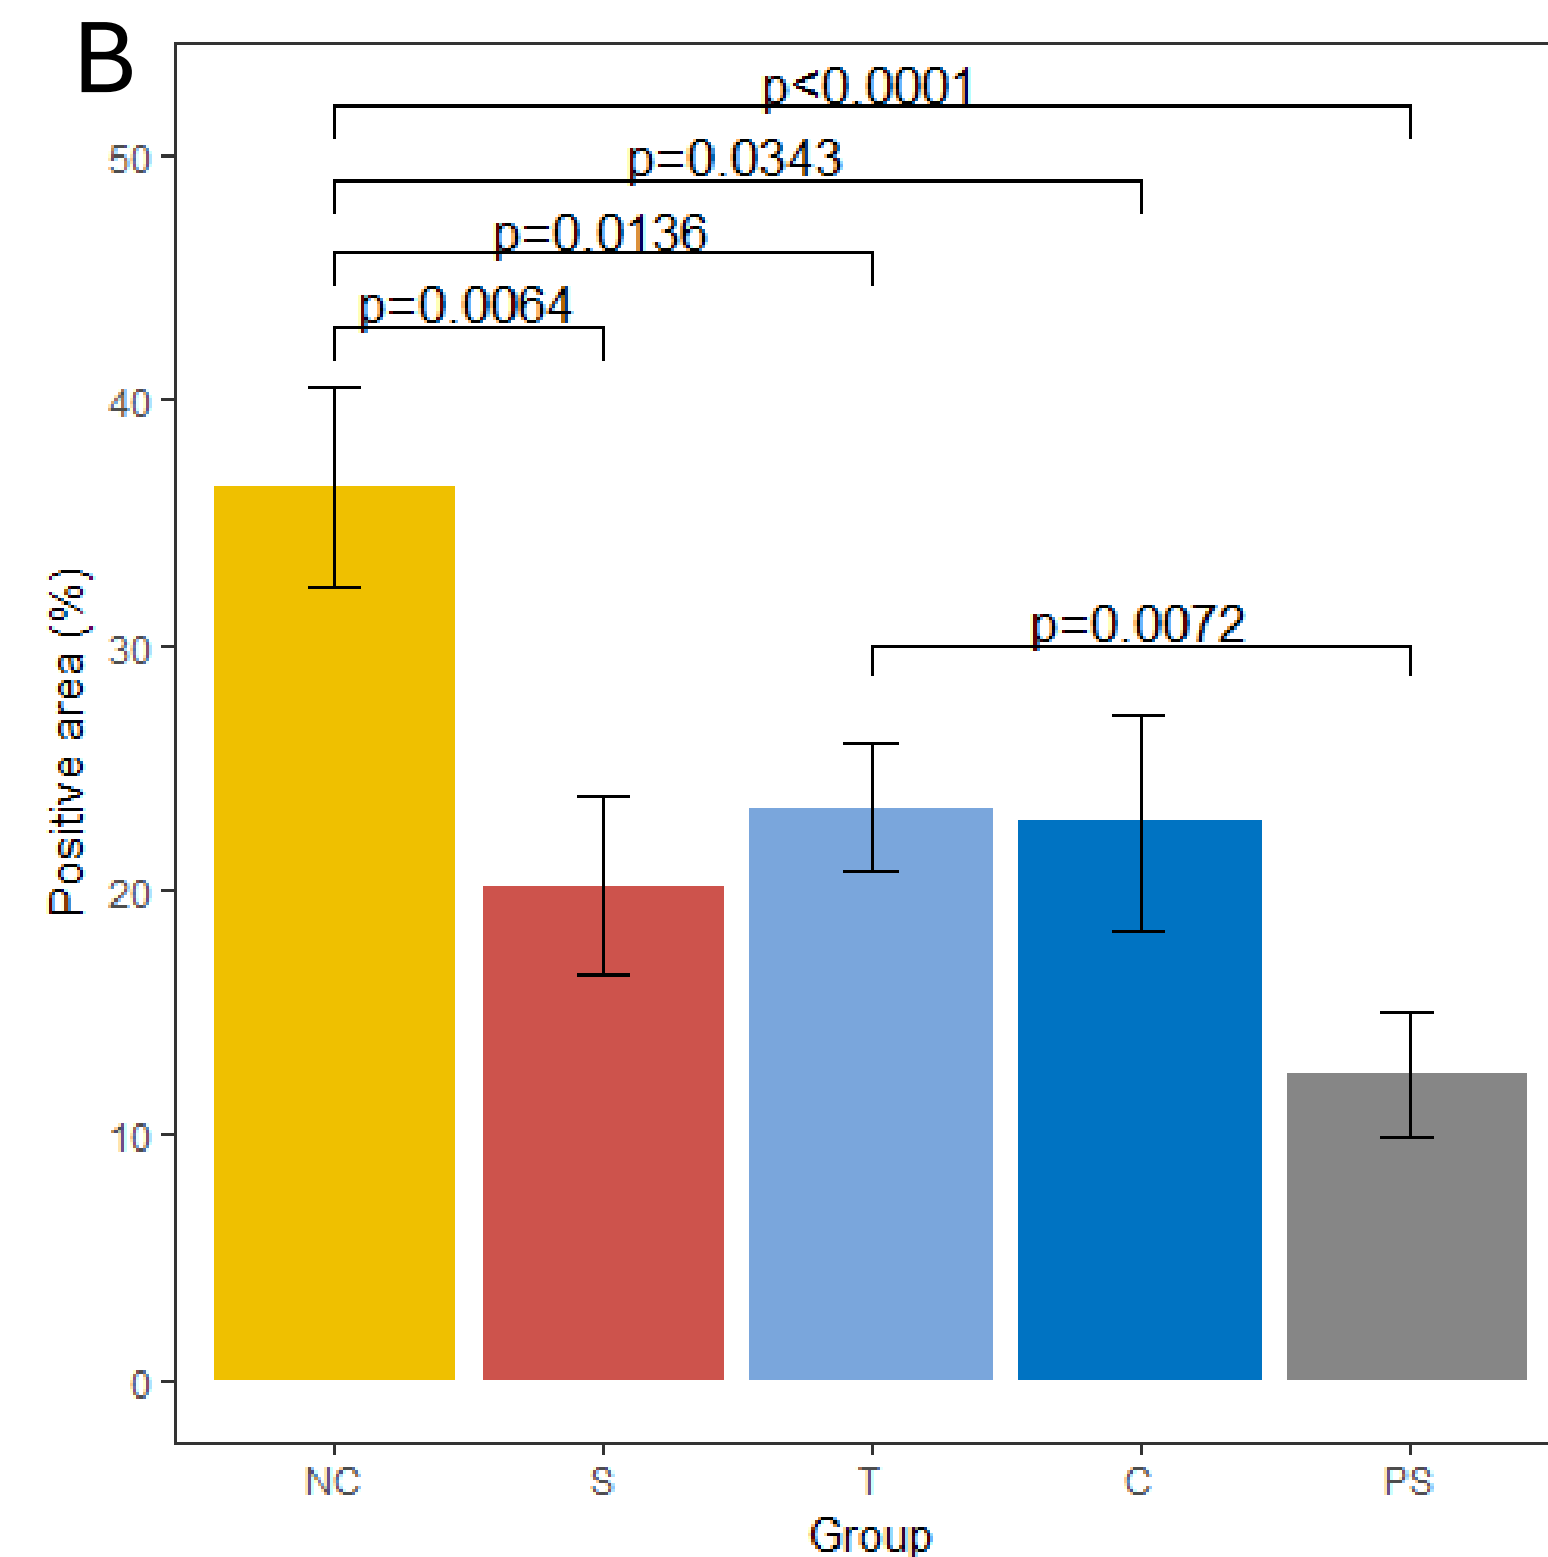 B
p<0.0001
p=0.0343
p=0.0136
p=0.0064
p=0.0072
50
40
30
20
10
0
Positive area (%)
NC S T C PS
Group